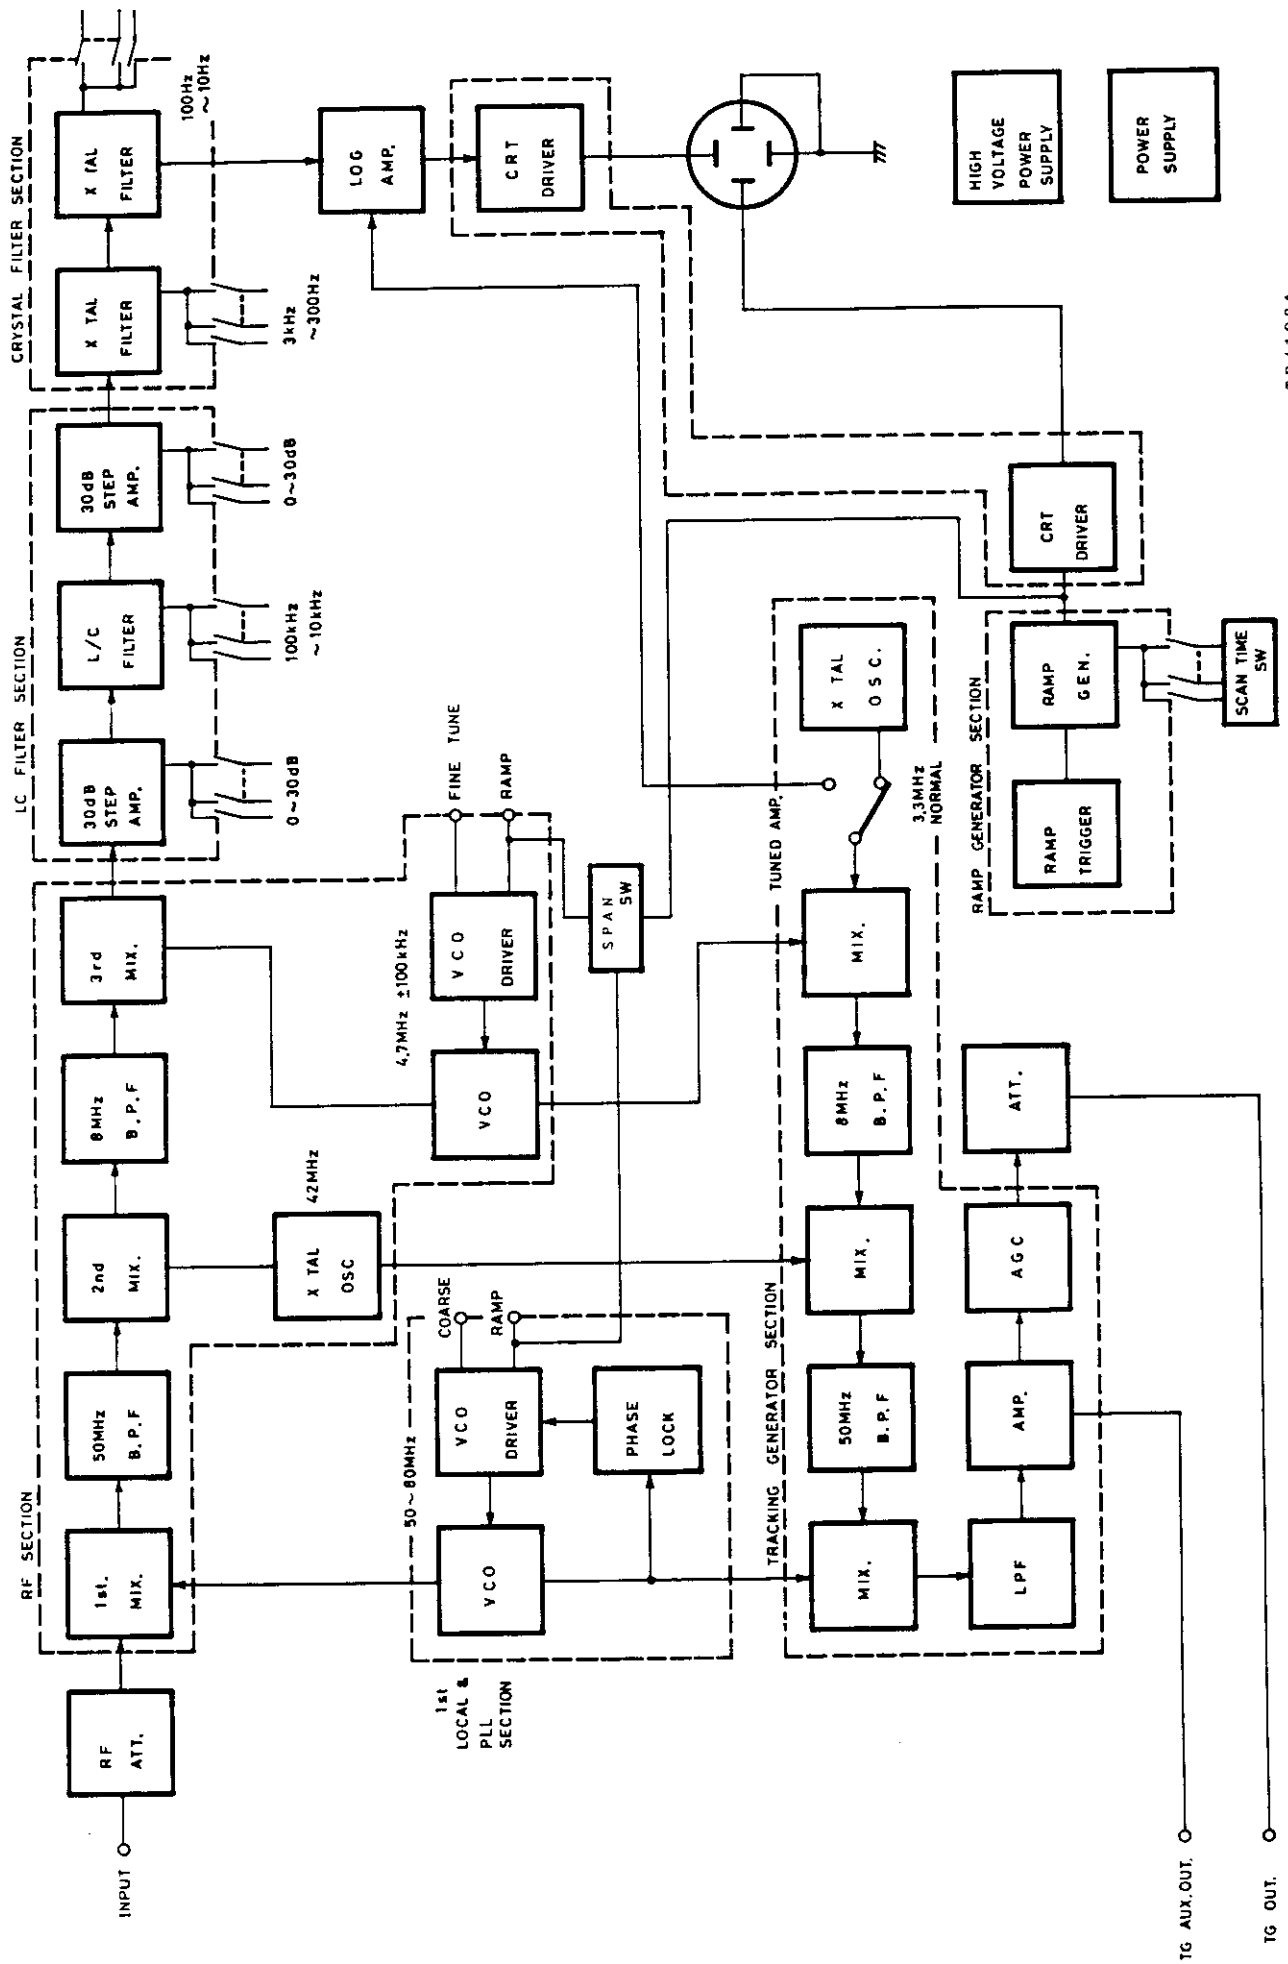 RF SECTION
LC FILTER SECTION
CRYSTAL FILTER SECTION
INPUT
RF
ATT.
1st.
MIX.
50MHz
B.P.F
2nd
MIX.
8MHz
B.P.F
3rd
MIX.
30dB
STEP
AMP.
L/C
FILTER
30dB
STEP
AMP.
X TAL
FILTER
X TAL
FILTER
0~30dB
100kHz
~10kHz
0~30dB
3kHz
~300Hz
100Hz
~10Hz
X TAL
OSC
42MHz
4.7MHz ±100kHz
FINE TUNE
RAMP
VCO
VCO
DRIVER
LOG
AMP.
CRT
DRIVER
1st
LOCAL &
PLL
SECTION
50~80MHz
COARSE
RAMP
VCO
VCO
DRIVER
PHASE
LOCK
SPAN
SW
TRACKING GENERATOR SECTION
TUNED AMP.
MIX.
50MHz
B.P.F
MIX.
8MHz
B.P.F
MIX.
X TAL
OSC.
3.3MHz
NORMAL
LPF
AMP.
AGC
ATT.
RAMP GENERATOR SECTION
RAMP
TRIGGER
RAMP
GEN.
CRT
DRIVER
SCAN TIME
SW
HIGH
VOLTAGE
POWER
SUPPLY
POWER
SUPPLY
TG AUX.OUT.
TG OUT.